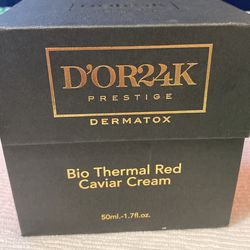 D'OR24K
PRESTIGE
DERMATOX
Bio Thermal Red
Caviar Cream
50ml.-1.7fl.oz.